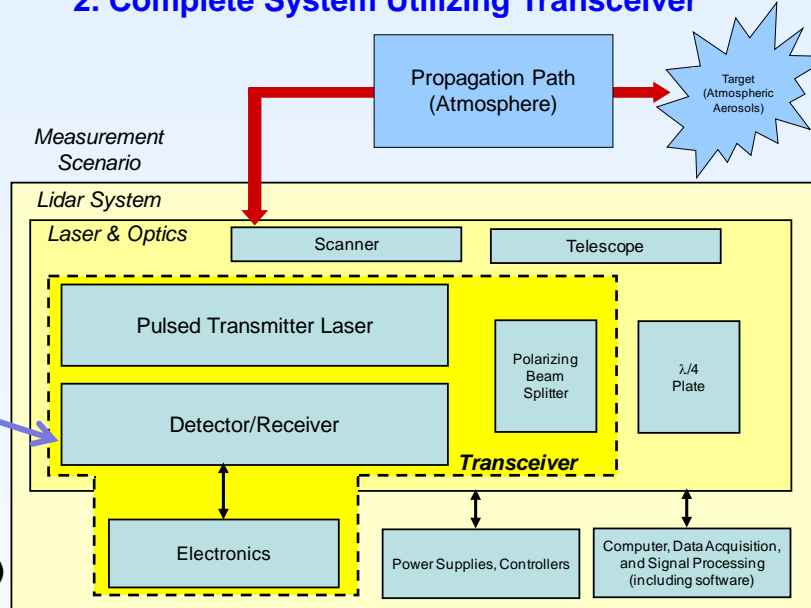 2. Complete System Utilizing Transceiver
Propagation Path
(Atmosphere)
Target
(Atmospheric
Aerosols)
Measurement
Scenario
Lidar System
Laser & Optics
Scanner
Telescope
Pulsed Transmitter Laser
Polarizing
Beam
Splitter
λ/4
Plate
Detector/Receiver
Transceiver
Electronics
Power Supplies, Controllers
Computer, Data Acquisition,
and Signal Processing
(including software)
)